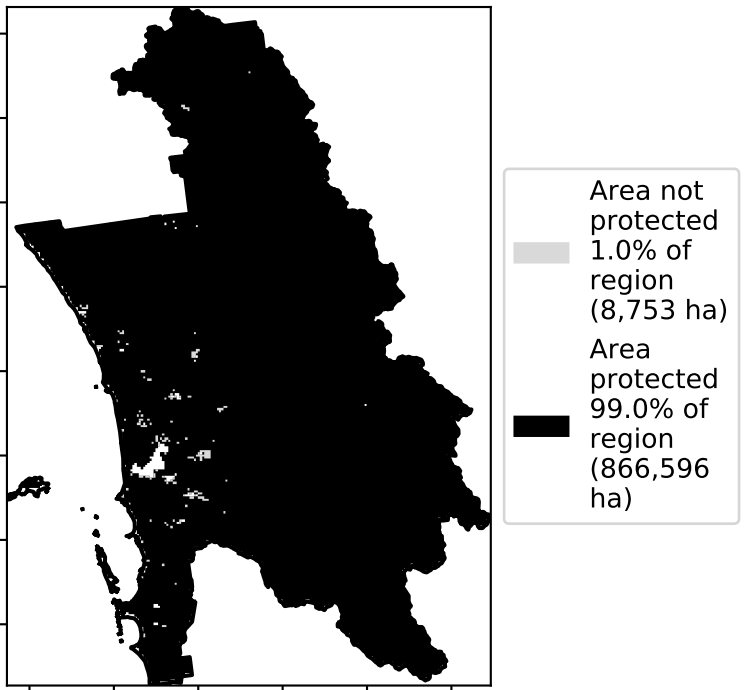 Area not
protected
1.0% of
region
(8,753 ha)
Area
protected
99.0% of
region
(866,596
ha)